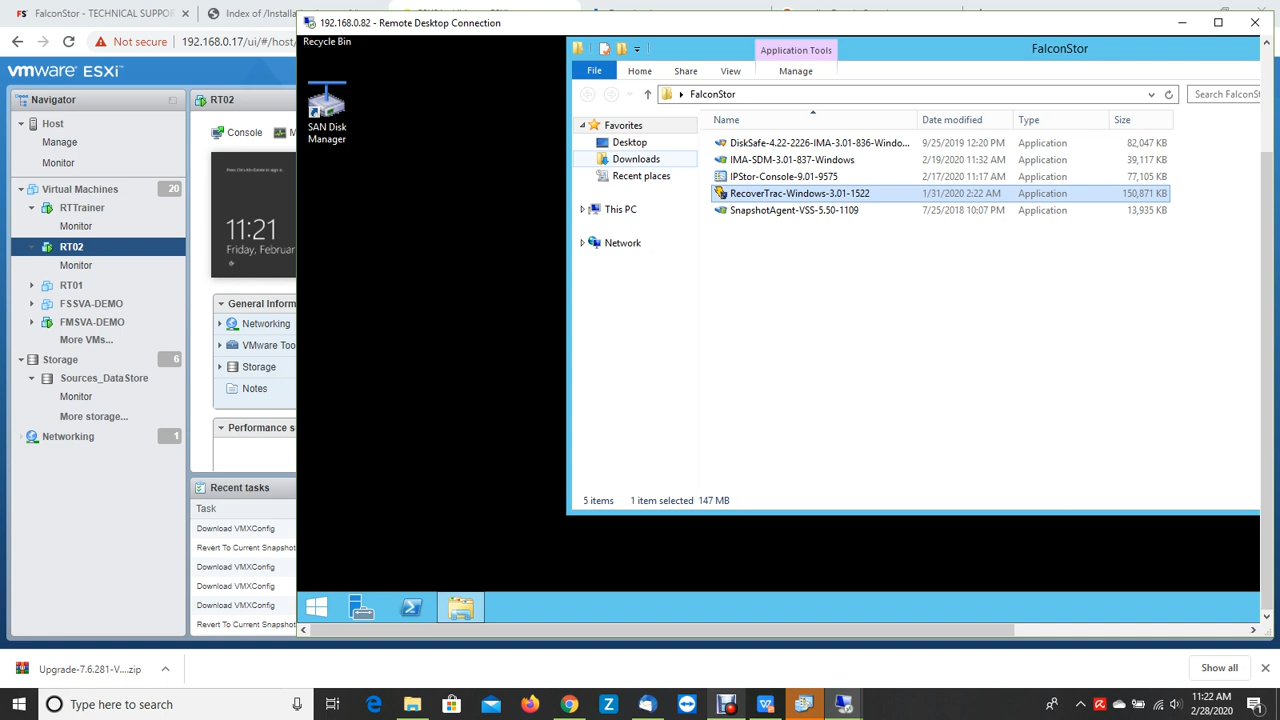 FalconStor - TECHNICAL SUPPO
Index of /Installa
Not secure
192.168.0.17/ui/#/host/
192.168.0.82 - Remote Desktop Connection
vmware ESXi™
Navigator
Host
Manage
Monitor
Virtual Machines 20
RTTrainer
Monitor
RT02
Monitor
RT01
FSSVA-DEMO
FMSVA-DEMO
More VMs...
Storage 6
Sources_DataStore
Monitor
More storage...
Networking 1
RT02
Console
M
11:21
Friday, Februar
General Inform
Networking
VMware Too
Storage
Notes
Performance s
Recent tasks
Task
Download VMXConfig
Revert To Current Snapshot
Download VMXConfig
Download VMXConfig
Download VMXConfig
Revert To Current Snapshot
Recycle Bin
SAN Disk
Manager
Application Tools
FalconStor
File
Home
Share
View
Manage
FalconStor
Search FalconS
Favorites
Desktop
Downloads
Recent places
This PC
Network
Name Date modified Type Size
DiskSafe-4.22-2226-IMA-3.01-836-Windo... 9/25/2019 12:20 PM Application 82,047 KB
IMA-SDM-3.01-837-Windows 2/19/2020 11:32 AM Application 39,117 KB
IPStor-Console-9.01-9575 2/17/2020 11:17 AM Application 77,105 KB
RecoverTrac-Windows-3.01-1522 1/31/2020 2:22 AM Application 150,871 KB
SnapshotAgent-VSS-5.50-1109 7/25/2018 10:07 PM Application 13,935 KB
5 items 1 item selected 147 MB
Upgrade-7.6.281-V....zip
Show all
Type here to search
11:22 AM
2/28/2020